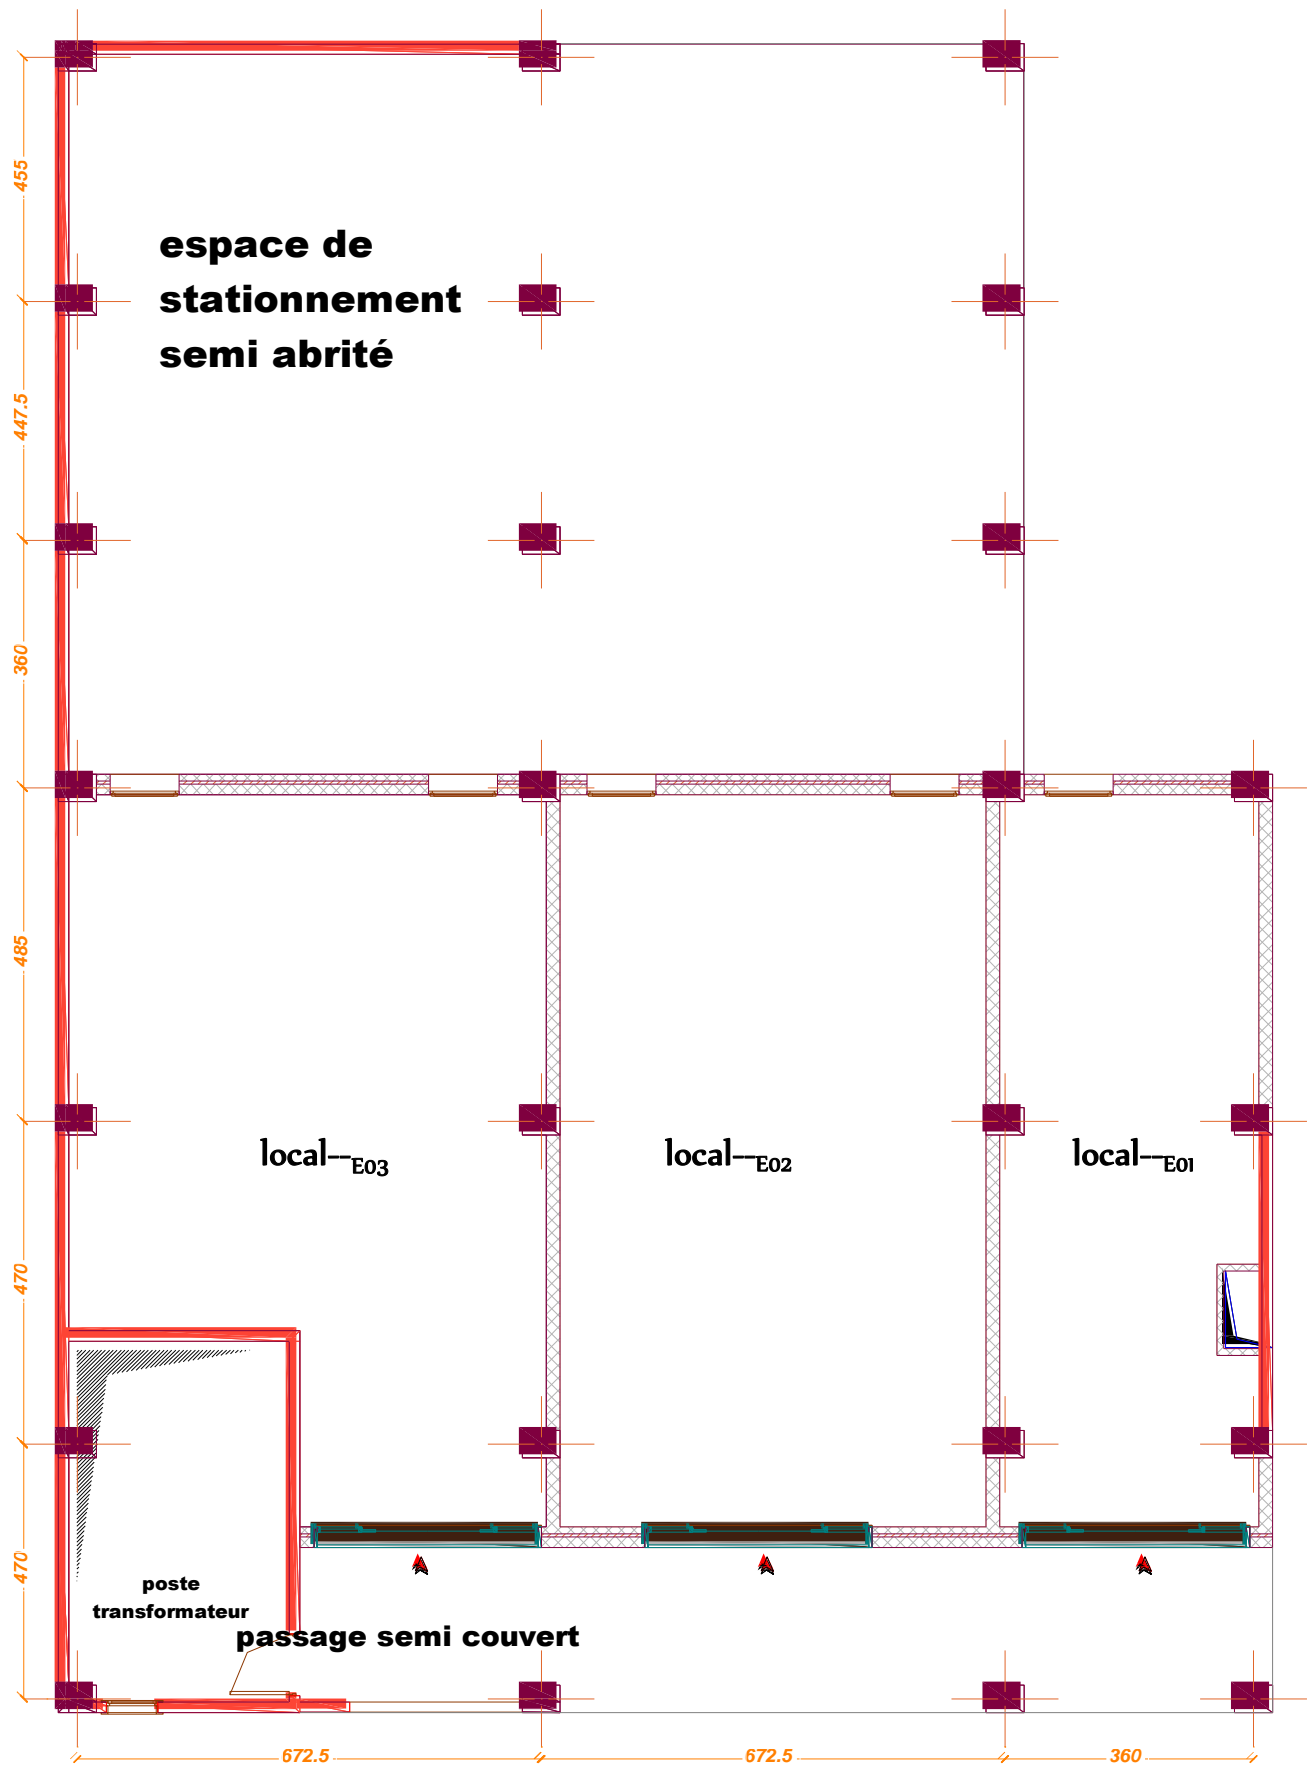 455
espace de
stationnement
semi abrité
447.5
360
485
local--E03
local--E02
local--E01
470
470
poste
transformateur
passage semi couvert
672.5
672.5
360